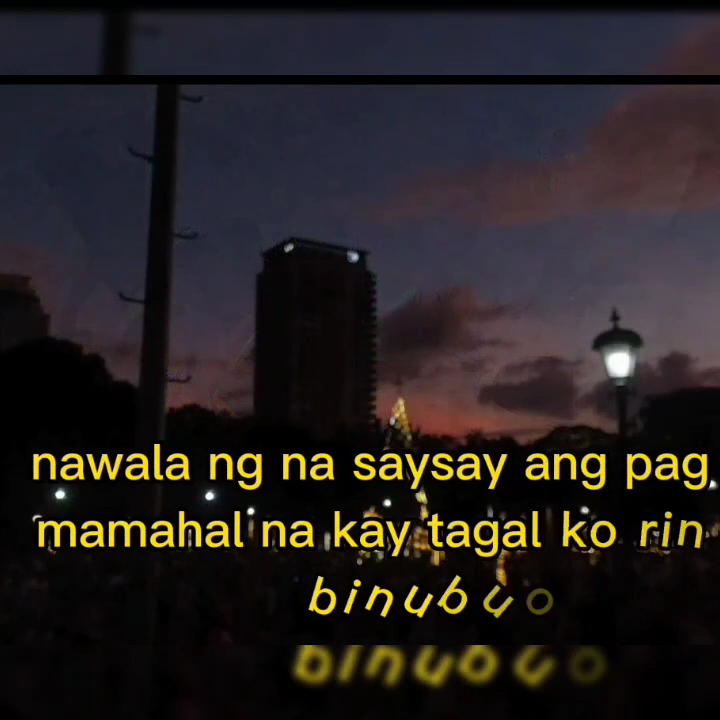 nawala ng na saysay ang pag
mamahal na kay tagal ko rin
binubuo
binubuo